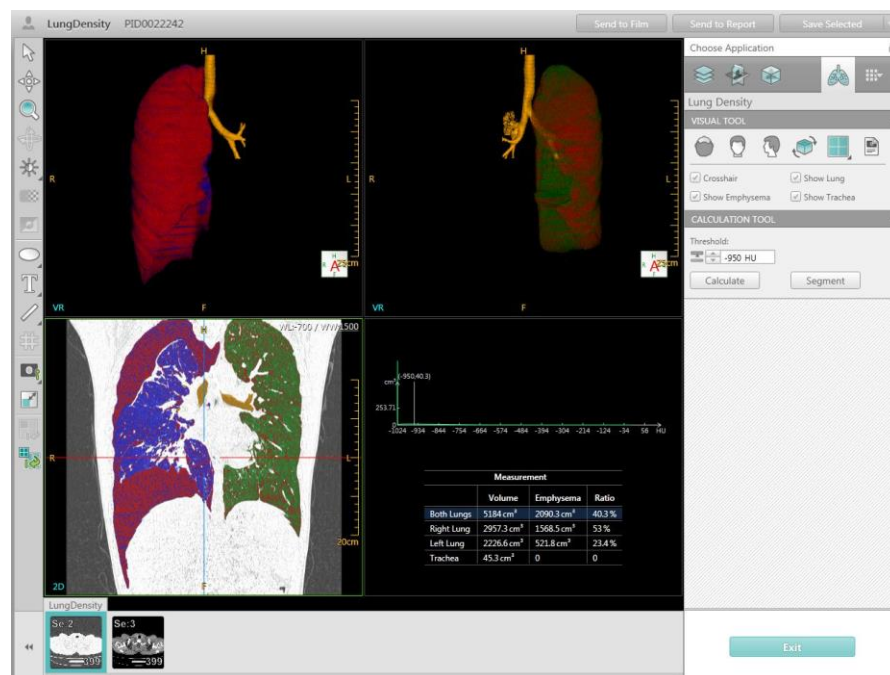 LungDensity PID0022242
Send to Film
Send to Report
Save Selected
H
R
L
25cm
H
R
L
A
VR
F
H
R
L
25cm
H
R
L
A
VR
F
Choose Application
Lung Density
VISUAL TOOL
Crosshair
Show Lung
Show Emphysema
Show Trachea
CALCULATION TOOL
Threshold:
-950 HU
Calculate
Segment
WL:-700 / WW:1500
H
R
L
20cm
F
2D
cm³
(-950,40.3)
253.71
-1024 -934 -844 -754 -664 -574 -484 -394 -304 -214 -124 -34 56 HU
Measurement
Volume Emphysema Ratio
Both Lungs 5184 cm³ 2090.3 cm³ 40.3 %
Right Lung 2957.3 cm³ 1568.5 cm³ 53 %
Left Lung 2226.6 cm³ 521.8 cm³ 23.4 %
Trachea 45.3 cm³ 0 0
LungDensity
Se:2
399
Se:3
399
T
Exit